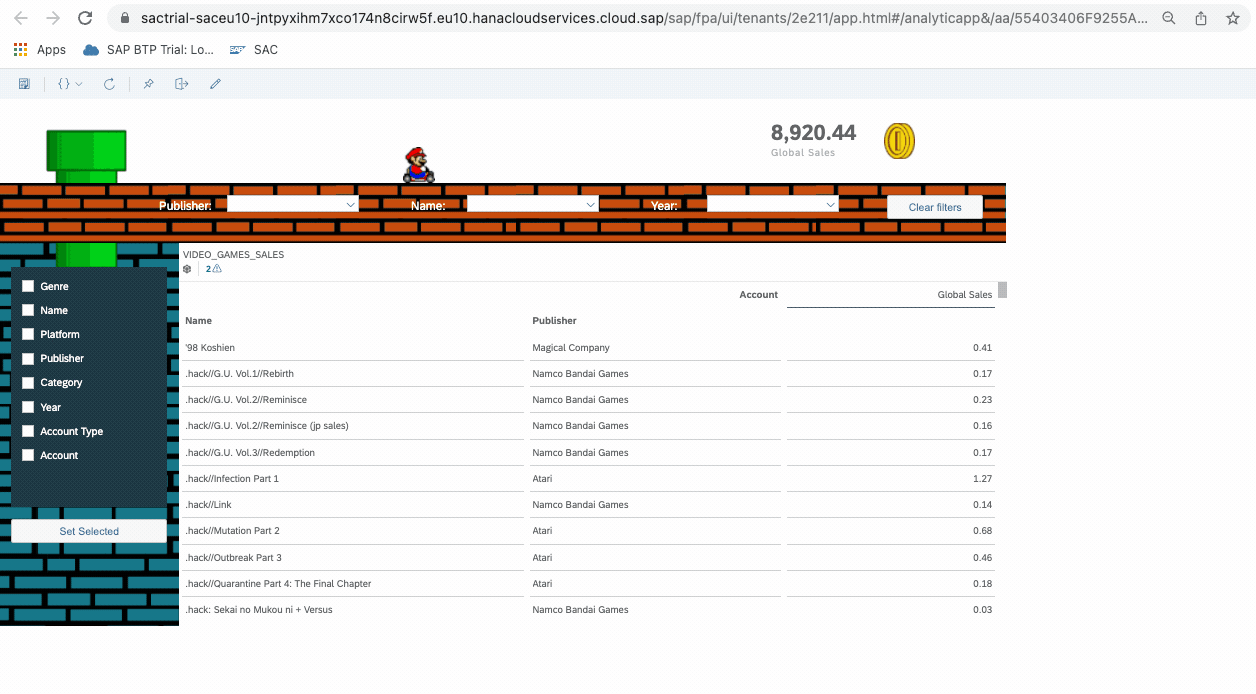 sactrial-saceu10-jntpyxihm7xco174n8cirw5f.eu10.hanacloudservices.cloud.sap/sap/fpa/ui/tenants/2e211/app.html#/analyticapp&/aa/55403406F9255A...
Apps SAP BTP Trial: Lo... SAP SAC
{}
8,920.44
Global Sales
Publisher: Name: Year: Clear filters
VIDEO_GAMES_SALES
2
Account Global Sales
Name Publisher
'98 Koshien Magical Company 0.41
.hack//G.U. Vol.1//Rebirth Namco Bandai Games 0.17
.hack//G.U. Vol.2//Reminisce Namco Bandai Games 0.23
.hack//G.U. Vol.2//Reminisce (jp sales) Namco Bandai Games 0.16
.hack//G.U. Vol.3//Redemption Namco Bandai Games 0.17
.hack//Infection Part 1 Atari 1.27
.hack//Link Namco Bandai Games 0.14
.hack//Mutation Part 2 Atari 0.68
.hack//Outbreak Part 3 Atari 0.46
.hack//Quarantine Part 4: The Final Chapter Atari 0.18
.hack: Sekai no Mukou ni + Versus Namco Bandai Games 0.03
Genre
Name
Platform
Publisher
Category
Year
Account Type
Account
Set Selected